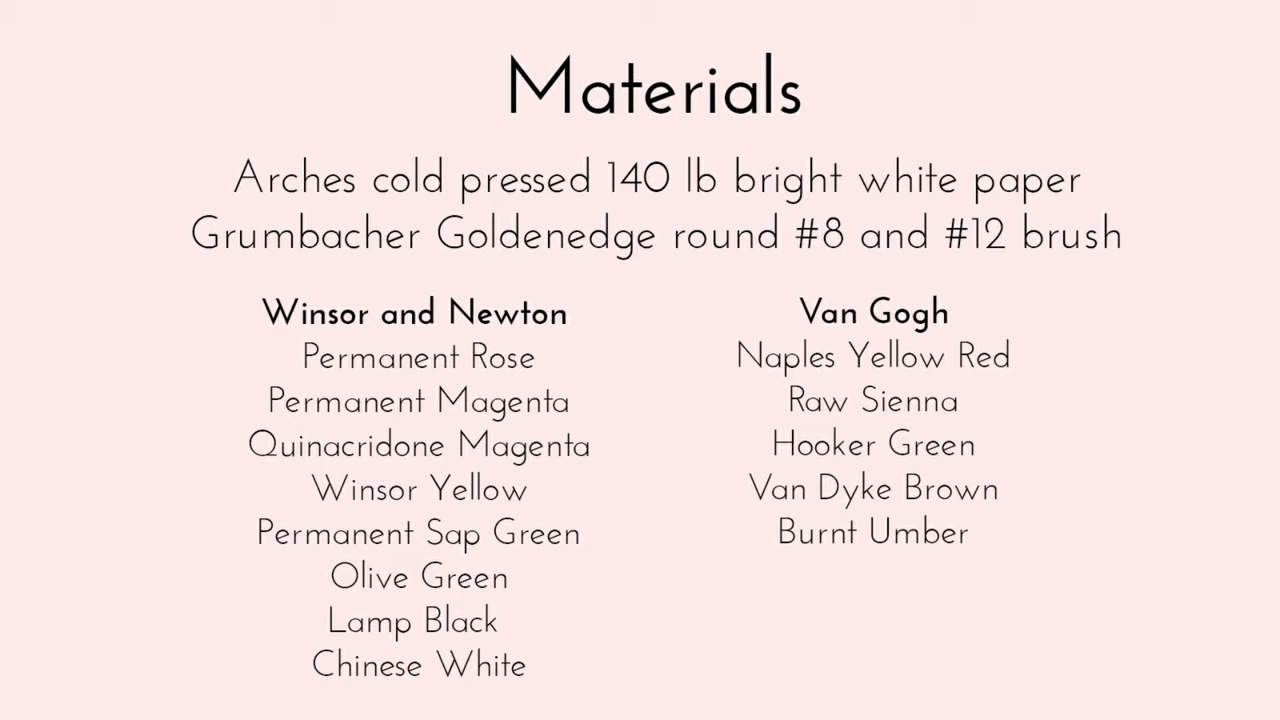 Materials
Arches cold pressed 140 lb bright white paper
Grumbacher Goldenedge round #8 and #12 brush
Winsor and Newton
Permanent Rose
Permanent Magenta
Quinacridone Magenta
Winsor Yellow
Permanent Sap Green
Olive Green
Lamp Black
Chinese White
Van Gogh
Naples Yellow Red
Raw Sienna
Hooker Green
Van Dyke Brown
Burnt Umber